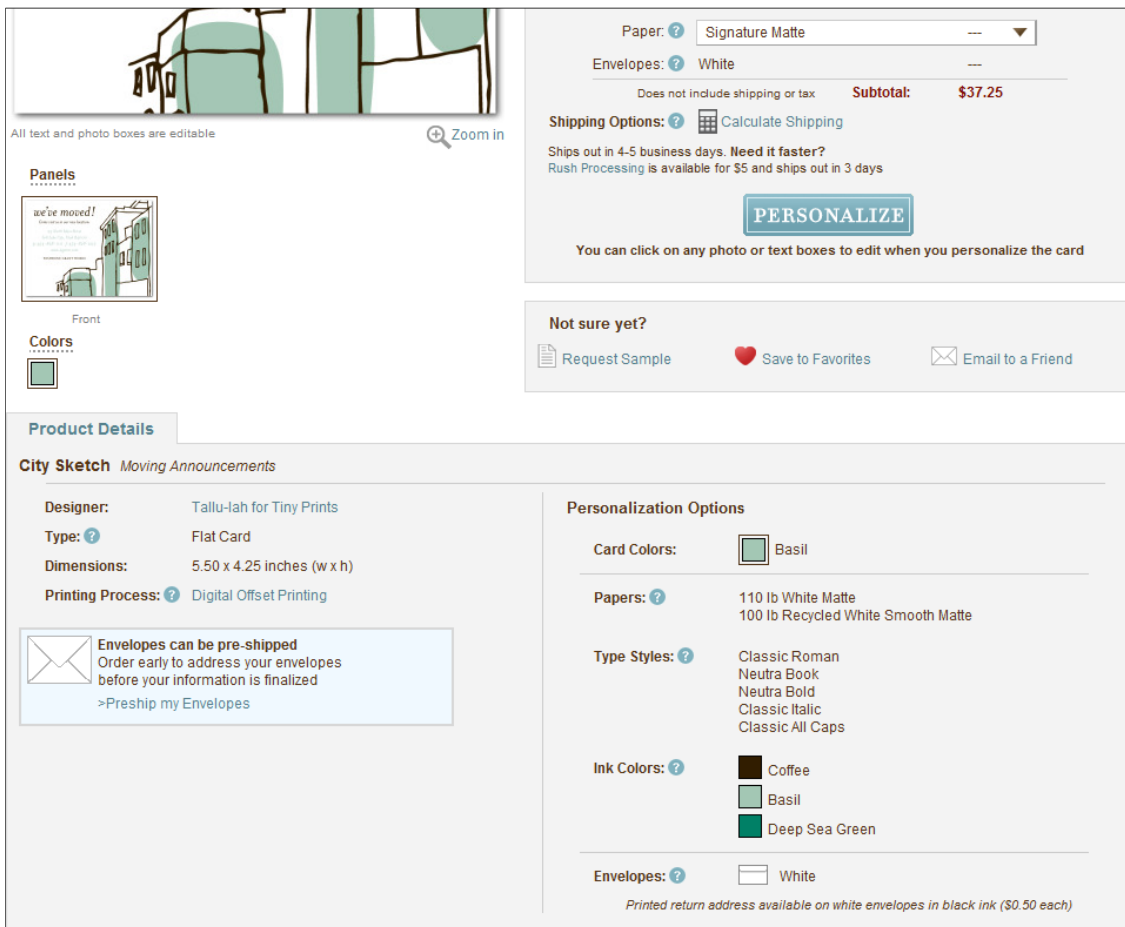 Paper: ? Signature Matte ---
Envelopes: ? White ---
Does not include shipping or tax Subtotal: $37.25
Shipping Options: ? Calculate Shipping
Ships out in 4-5 business days. Need it faster?
Rush Processing is available for $5 and ships out in 3 days
PERSONALIZE
You can click on any photo or text boxes to edit when you personalize the card
All text and photo boxes are editable
Zoom in
Panels
we've moved!
Front
Colors
Not sure yet?
Request Sample
Save to Favorites
Email to a Friend
Product Details
City Sketch Moving Announcements
Designer: Tallu-lah for Tiny Prints
Type: ? Flat Card
Dimensions: 5.50 x 4.25 inches (w x h)
Printing Process: ? Digital Offset Printing
Envelopes can be pre-shipped
Order early to address your envelopes
before your information is finalized
>Preship my Envelopes
Personalization Options
Card Colors: Basil
Papers: ? 110 lb White Matte
100 lb Recycled White Smooth Matte
Type Styles: ? Classic Roman
Neutra Book
Neutra Bold
Classic Italic
Classic All Caps
Ink Colors: ? Coffee
Basil
Deep Sea Green
Envelopes: ? White
Printed return address available on white envelopes in black ink ($0.50 each)